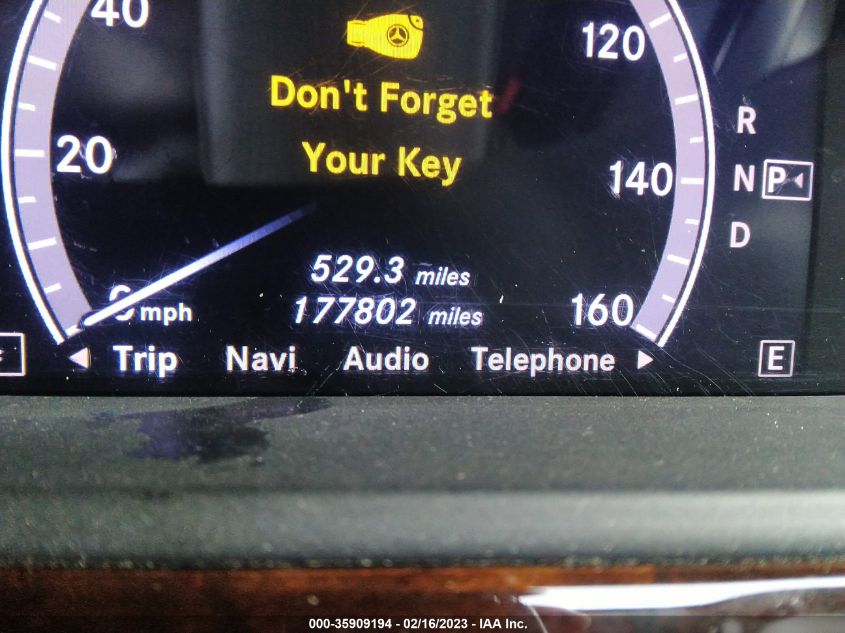 40
120
Don't Forget
R
20
Your Key
140
N P
D
529.3 miles
0 mph
177802 miles
160
Trip Navi Audio Telephone
E
000-35909194 - 02/16/2023 - IAA Inc.